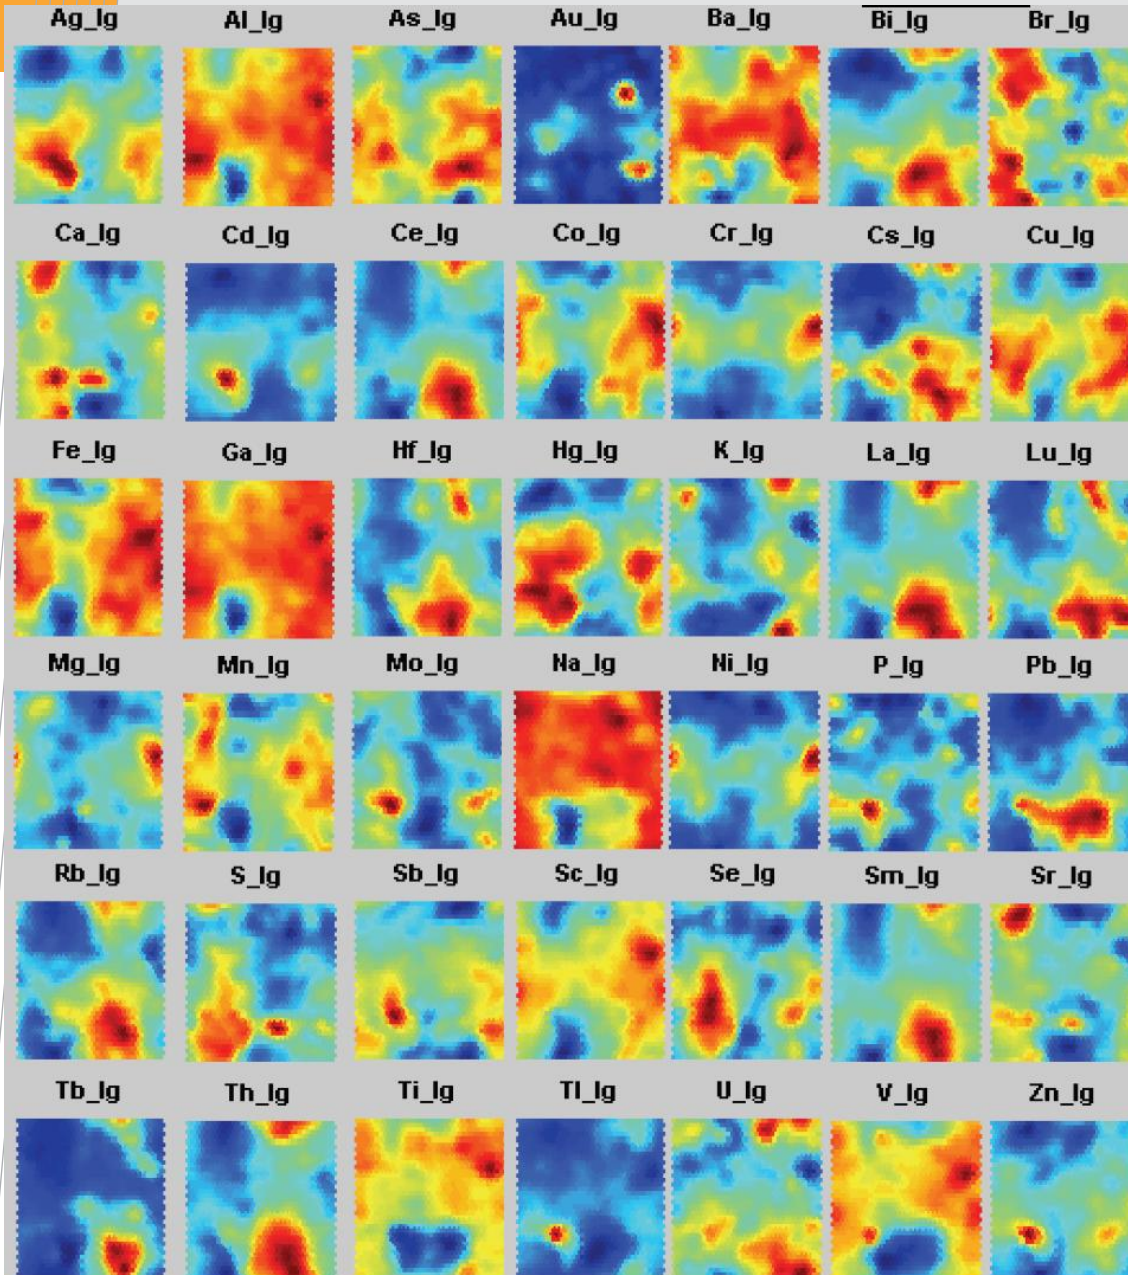 Ag_lg Al_lg As_lg Au_lg Ba_lg Bi_lg Br_lg
Ca_lg Cd_lg Ce_lg Co_lg Cr_lg Cs_lg Cu_lg
Fe_lg Ga_lg Hf_lg Hg_lg K_lg La_lg Lu_lg
Mg_lg Mn_lg Mo_lg Na_lg Ni_lg P_lg Pb_lg
Rb_lg S_lg Sb_lg Sc_lg Se_lg Sm_lg Sr_lg
Tb_lg Th_lg Ti_lg Tl_lg U_lg V_lg Zn_lg